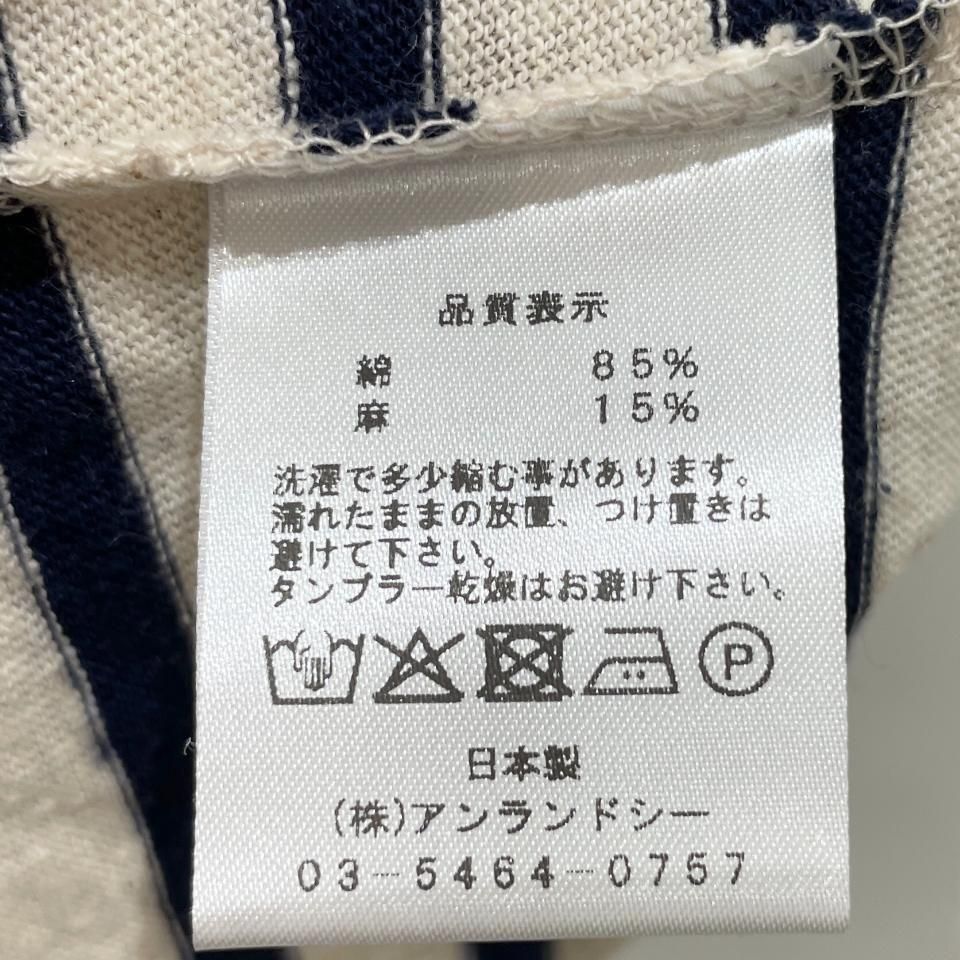 品質表示
綿 85%
麻 15%
洗濯で多少縮む事があります。
濡れたままの放置、つけ置きは
避けて下さい。
タンブラー乾燥はお避け下さい。
P
日本製
(株)アンランドシー
03-5464-0757